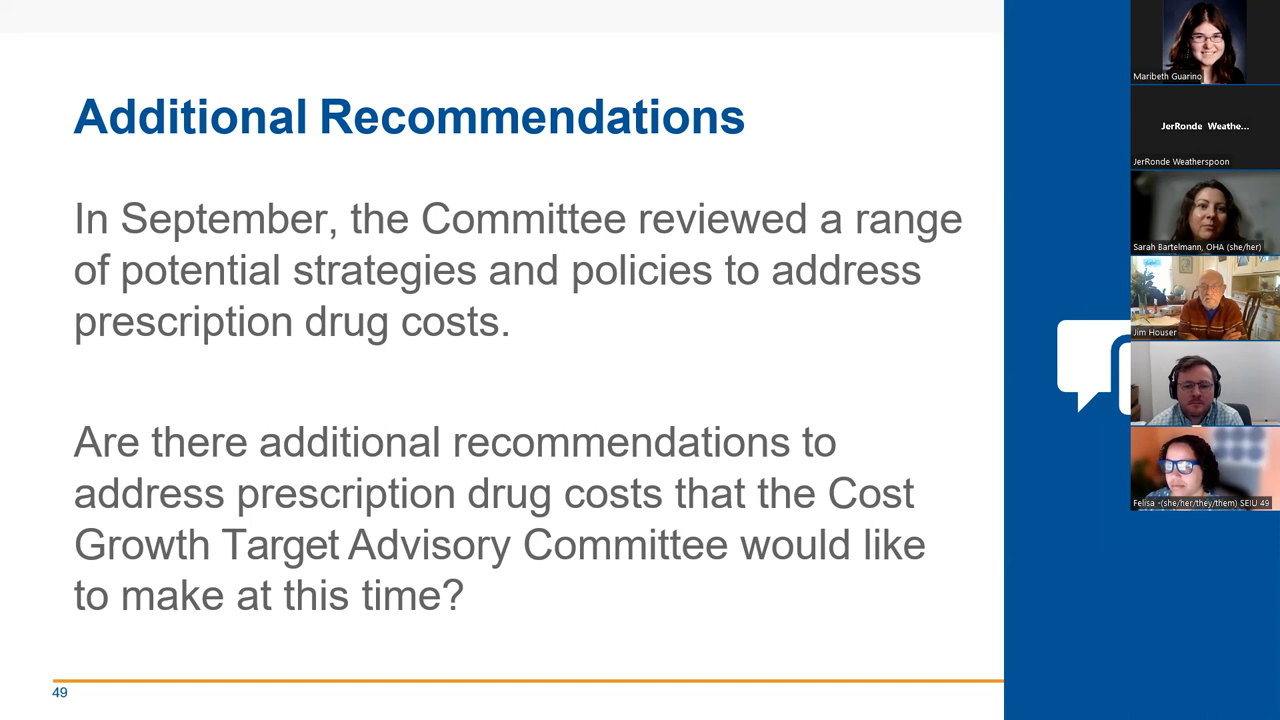 Additional Recommendations
In September, the Committee reviewed a range
of potential strategies and policies to address
prescription drug costs.
Are there additional recommendations to
address prescription drug costs that the Cost
Growth Target Advisory Committee would like
to make at this time?
49
Maribeth Guarino
JerRonde Weathe...
JerRonde Weatherspoon
Sarah Bartelmann, OHA (she/her)
Jim Houser
Felisa -(she/her/they/them) SEIU 49